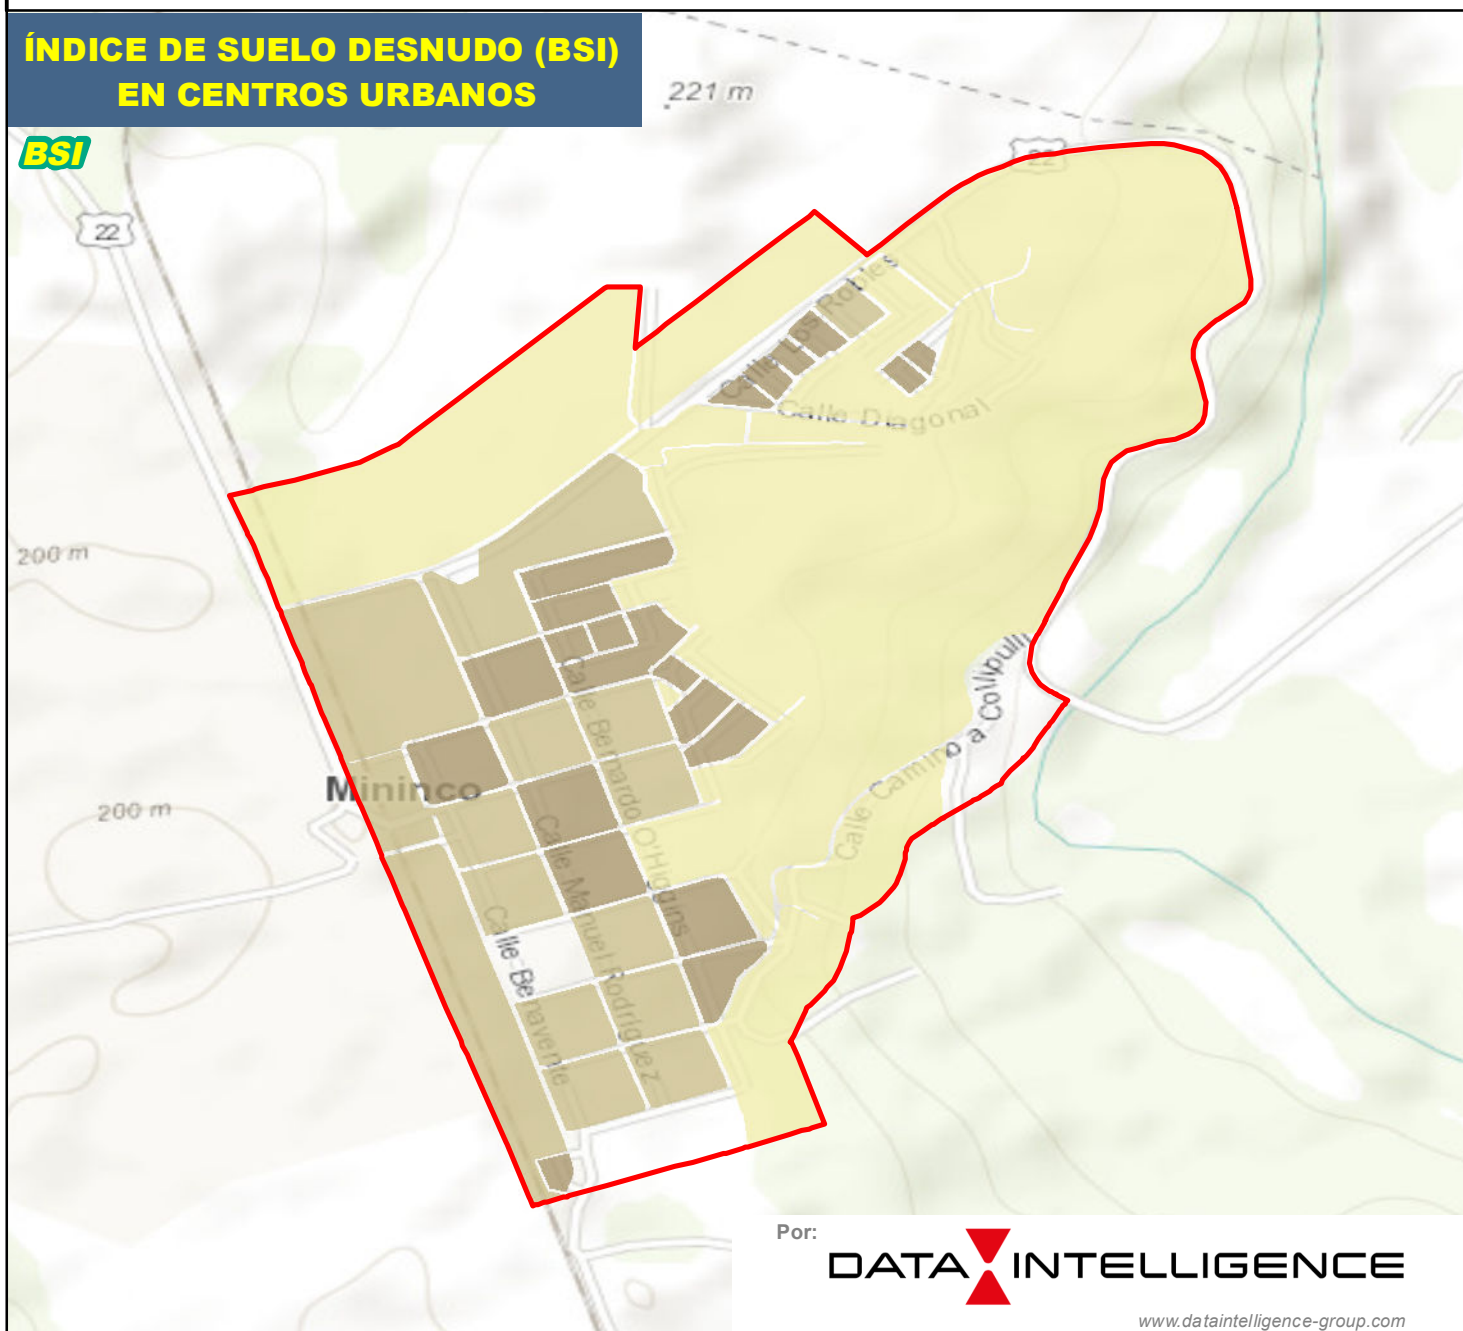 ÍNDICE DE SUELO DESNUDO (BSI)
EN CENTROS URBANOS
BSI
221 m
22
22
Calle Los Robles
Calle Diagonal
200 m
Calle Camino a Collipulli
Mininco
200 m
Calle Bernardo O'Higgins
Calle Manuel Rodríguez
Calle Benavente
Por:
DATA INTELLIGENCE
www.dataintelligence-group.com